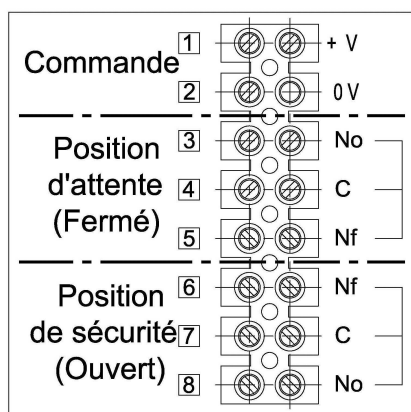 Commande
1 + V
2 0 V
Position d'attente (Fermé)
3 No
4 C
5 Nf
Position de sécurité (Ouvert)
6 Nf
7 C
8 No